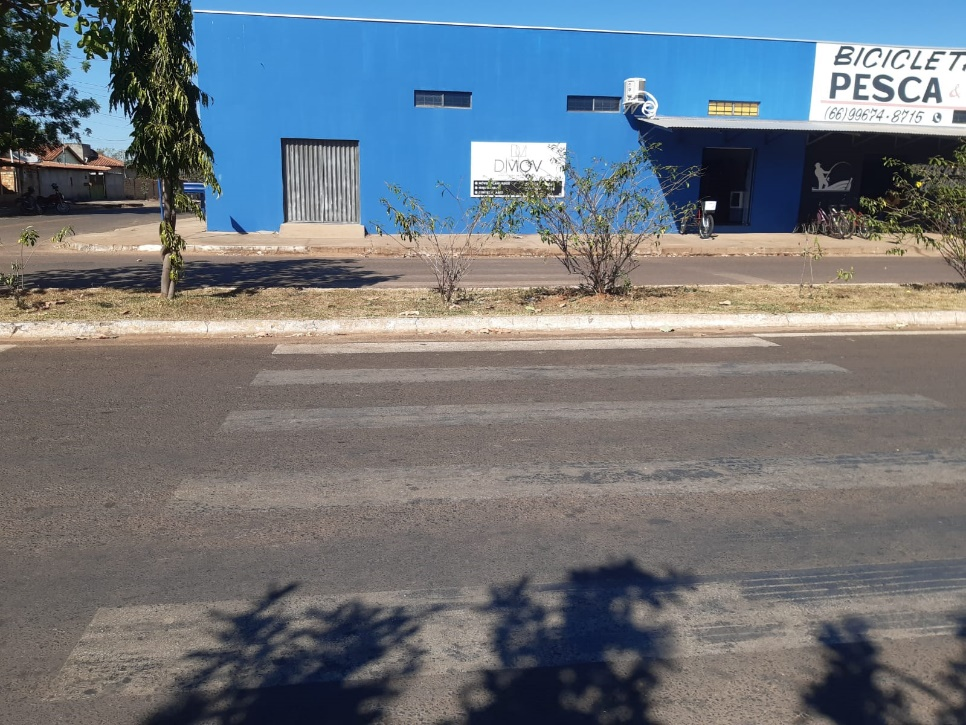 BICICLET
PESCA &
(66)99674-8715
DMOV